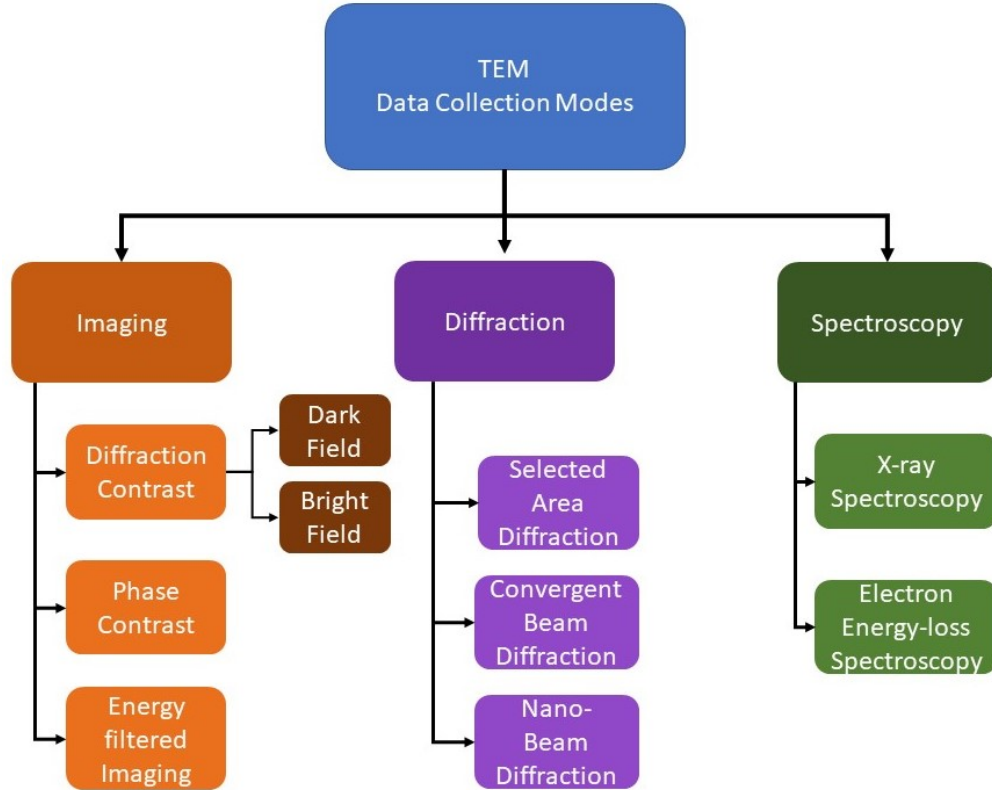 TEM
Data Collection Modes
Imaging
Diffraction
Contrast
Dark
Field
Bright
Field
Phase
Contrast
Energy
filtered
Imaging
Diffraction
Selected
Area
Diffraction
Convergent
Beam
Diffraction
Nano-
Beam
Diffraction
Spectroscopy
X-ray
Spectroscopy
Electron
Energy-loss
Spectroscopy